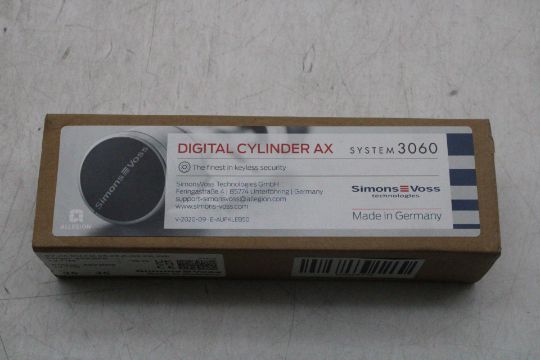 DIGITAL CYLINDER AX SYSTEM 3060
The finest in keyless security
SimonsVoss Technologies GmbH
Feringastraße 4 | 85774 Unterföhring | Germany
support-simonsvoss@allegion.com
www.simons-voss.com
SimonsVoss
technologies
Made in Germany
SimonsVoss
ALLEGION